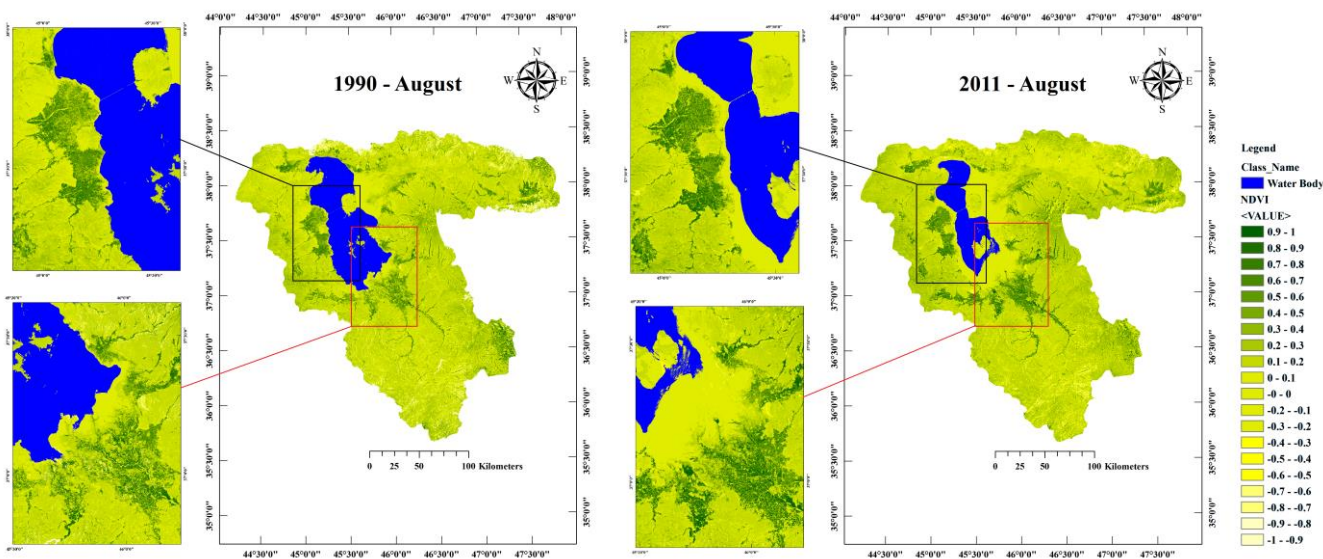 1990 - August
N
W E
S
39°0'0"
38°30'0"
38°0'0"
37°30'0"
37°0'0"
36°30'0"
36°0'0"
35°30'0"
35°0'0"
0 25 50 100 Kilometers
44°30'0" 45°0'0" 45°30'0" 46°0'0" 46°30'0" 47°0'0" 47°30'0" 48°0'0"
44°30'0" 45°0'0" 45°30'0" 46°0'0" 46°30'0" 47°0'0" 47°30'0"
2011 - August
N
W E
S
39°0'0"
38°30'0"
38°0'0"
37°30'0"
37°0'0"
36°30'0"
36°0'0"
35°30'0"
35°0'0"
0 25 50 100 Kilometers
44°0'0" 44°30'0" 45°0'0" 45°30'0" 46°0'0" 46°30'0" 47°0'0" 47°30'0" 48°0'0"
44°30'0" 45°0'0" 45°30'0" 46°0'0" 46°30'0" 47°0'0" 47°30'0"
Legend
Class_Name
Water Body
NDVI
<VALUE>
0.9 - 1
0.8 - 0.9
0.7 - 0.8
0.6 - 0.7
0.5 - 0.6
0.4 - 0.5
0.3 - 0.4
0.2 - 0.3
0.1 - 0.2
0 - 0.1
-0 - 0
-0.2 - -0.1
-0.3 - -0.2
-0.4 - -0.3
-0.5 - -0.4
-0.6 - -0.5
-0.7 - -0.6
-0.8 - -0.7
-0.9 - -0.8
-1 - -0.9